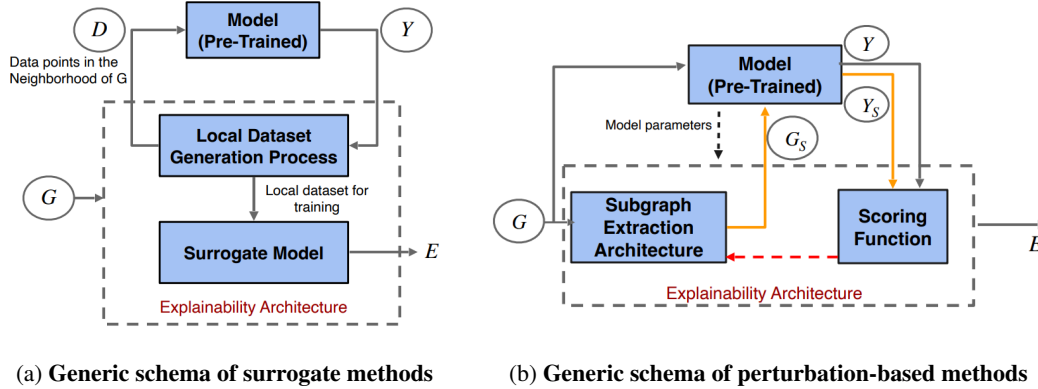 D
Model
(Pre-Trained)
Y
Data points in the
Neighborhood of G
Local Dataset
Generation Process
G
Local dataset for
training
Surrogate Model
E
Explainability Architecture
(a) Generic schema of surrogate methods
Model
(Pre-Trained)
Y
Y_S
Model parameters
G_S
G
Subgraph
Extraction
Architecture
Scoring
Function
E
Explainability Architecture
(b) Generic schema of perturbation-based methods